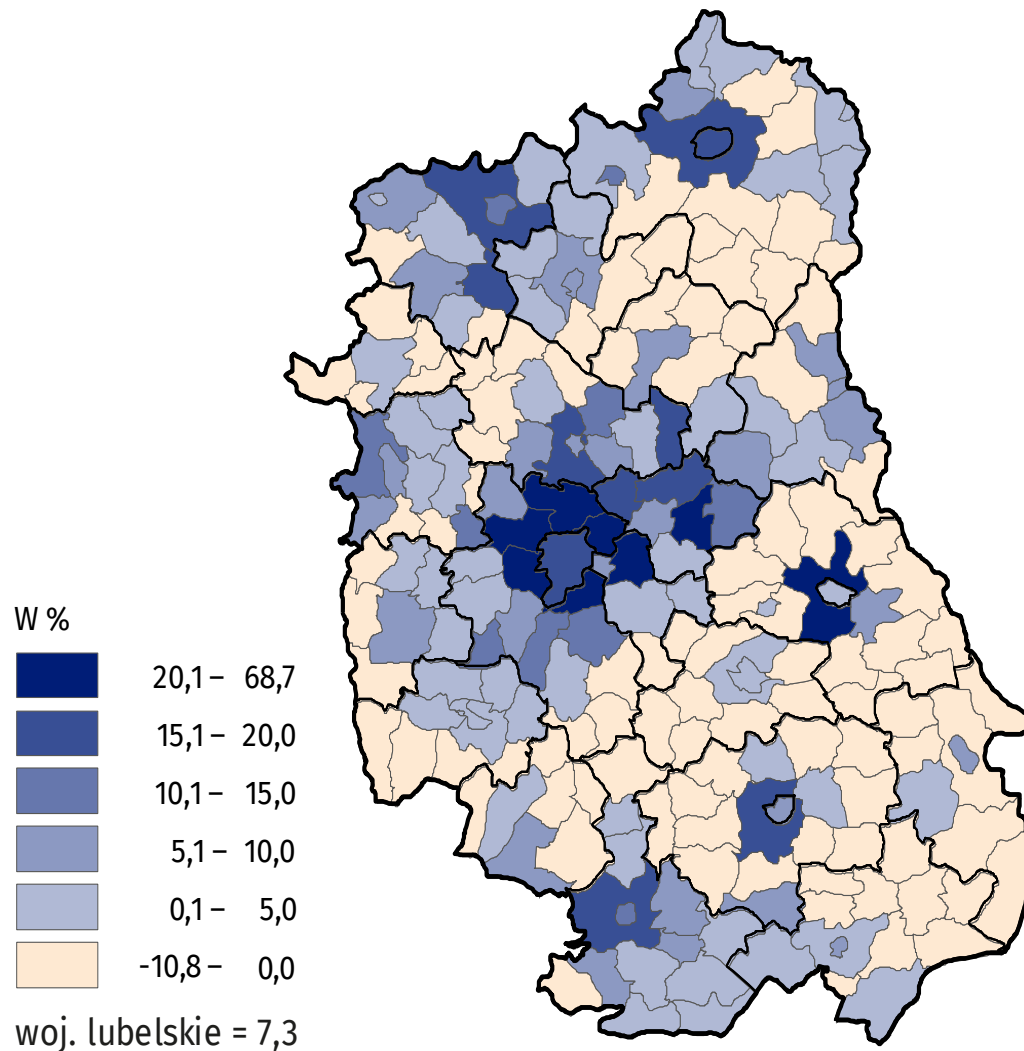 W %
20,1 – 68,7
15,1 – 20,0
10,1 – 15,0
5,1 – 10,0
0,1 – 5,0
-10,8 – 0,0
woj. lubelskie = 7,3